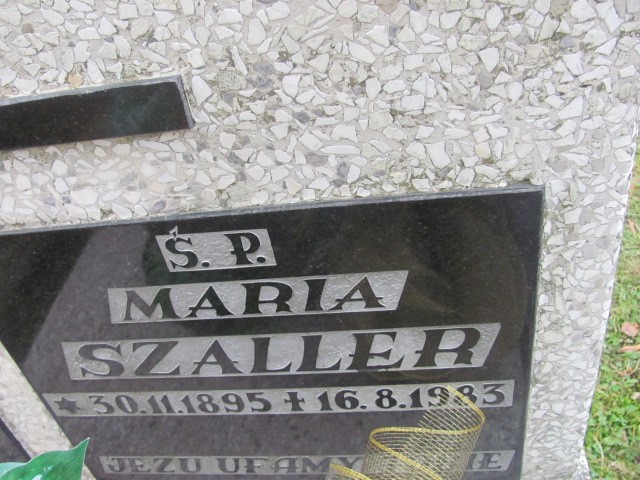 Ś. P.
MARIA
SZALLER
★ 30.11.1895 ✝ 16.8.1983
JEZU UFAMY